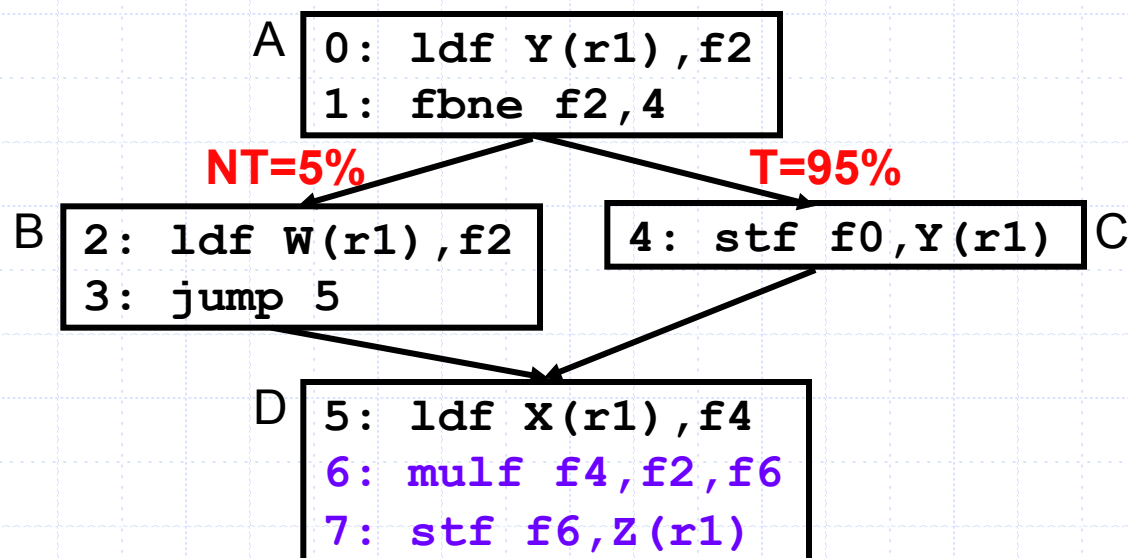 A
0: ldf Y(r1),f2
1: fbne f2,4
NT=5%
T=95%
B
2: ldf W(r1),f2
3: jump 5
4: stf f0,Y(r1)
C
D
5: ldf X(r1),f4
6: mulf f4,f2,f6
7: stf f6,Z(r1)